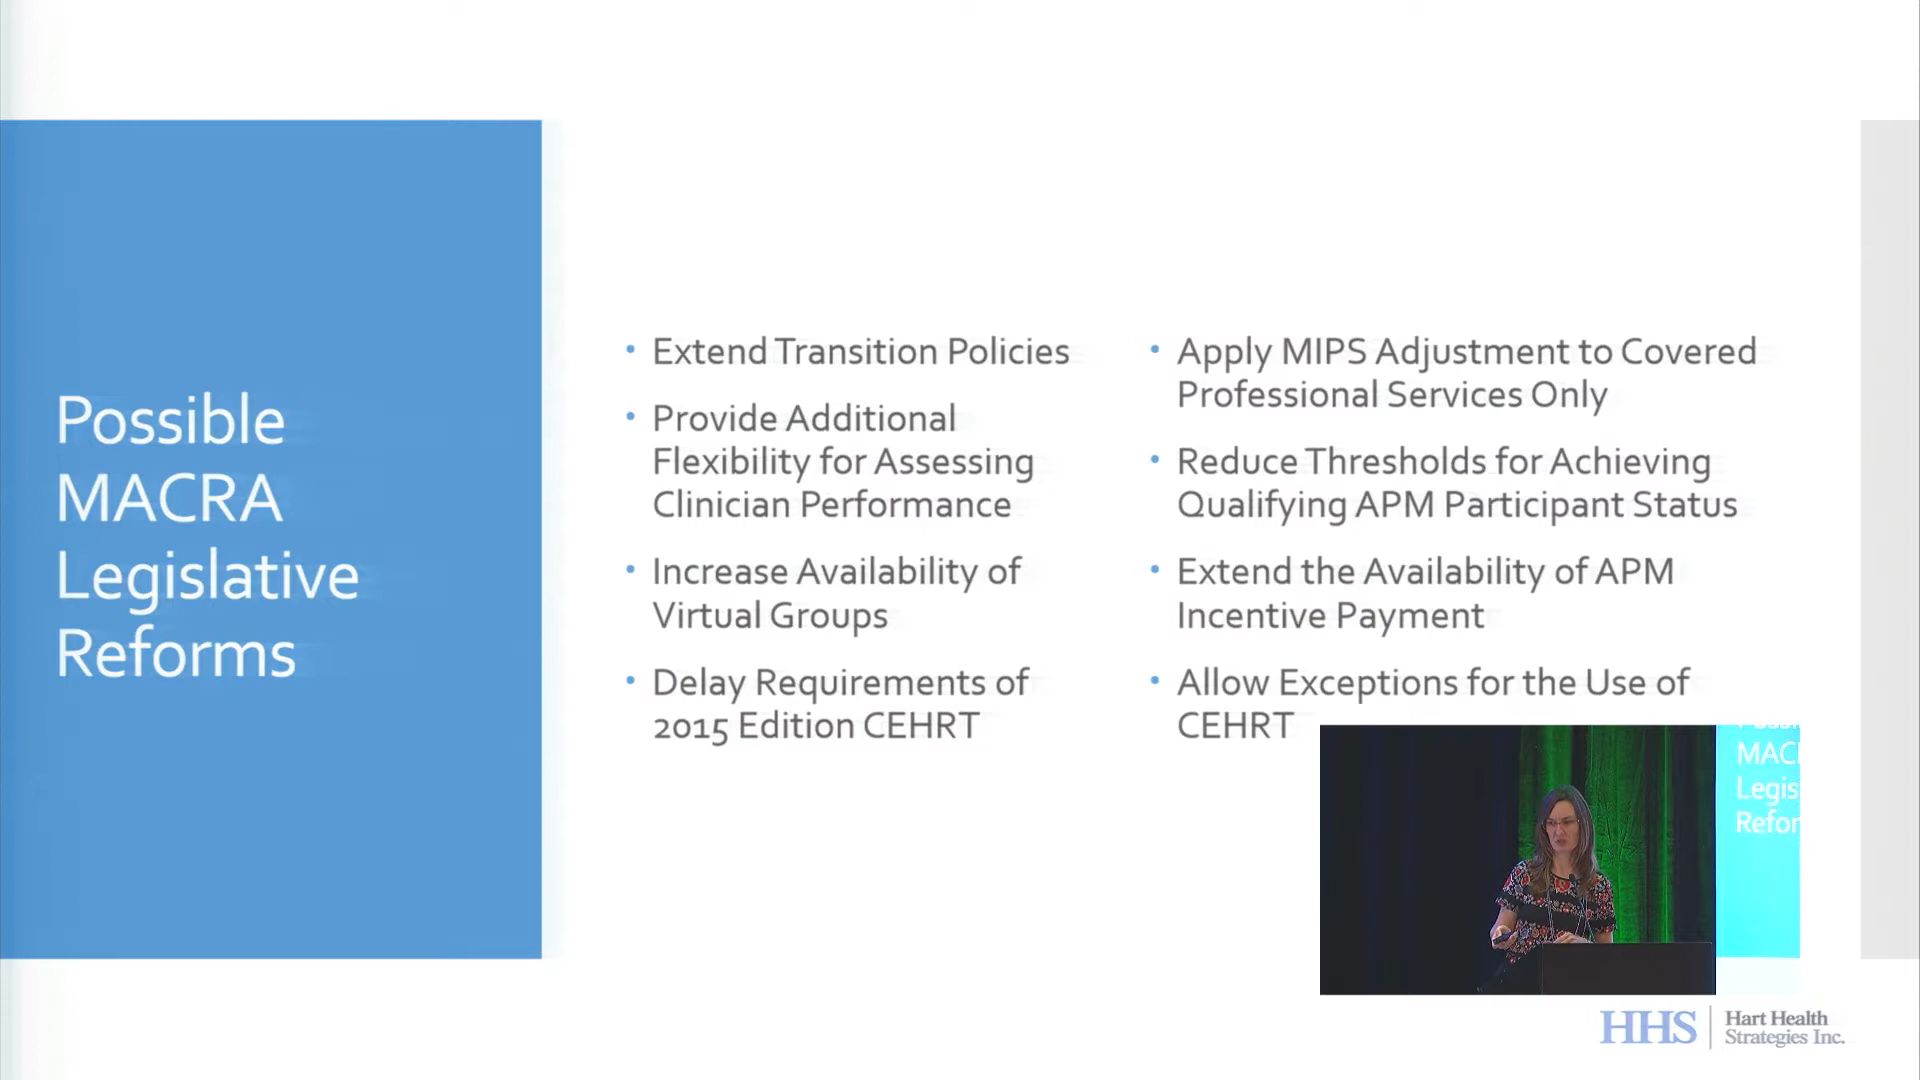 Possible
MACRA
Legislative
Reforms
• Extend Transition Policies
• Provide Additional
Flexibility for Assessing
Clinician Performance
• Increase Availability of
Virtual Groups
• Delay Requirements of
2015 Edition CEHRT
• Apply MIPS Adjustment to Covered
Professional Services Only
• Reduce Thresholds for Achieving
Qualifying APM Participant Status
• Extend the Availability of APM
Incentive Payment
• Allow Exceptions for the Use of
CEHRT
MAC
Legis
Refor
HHS
Hart Health
Strategies Inc.